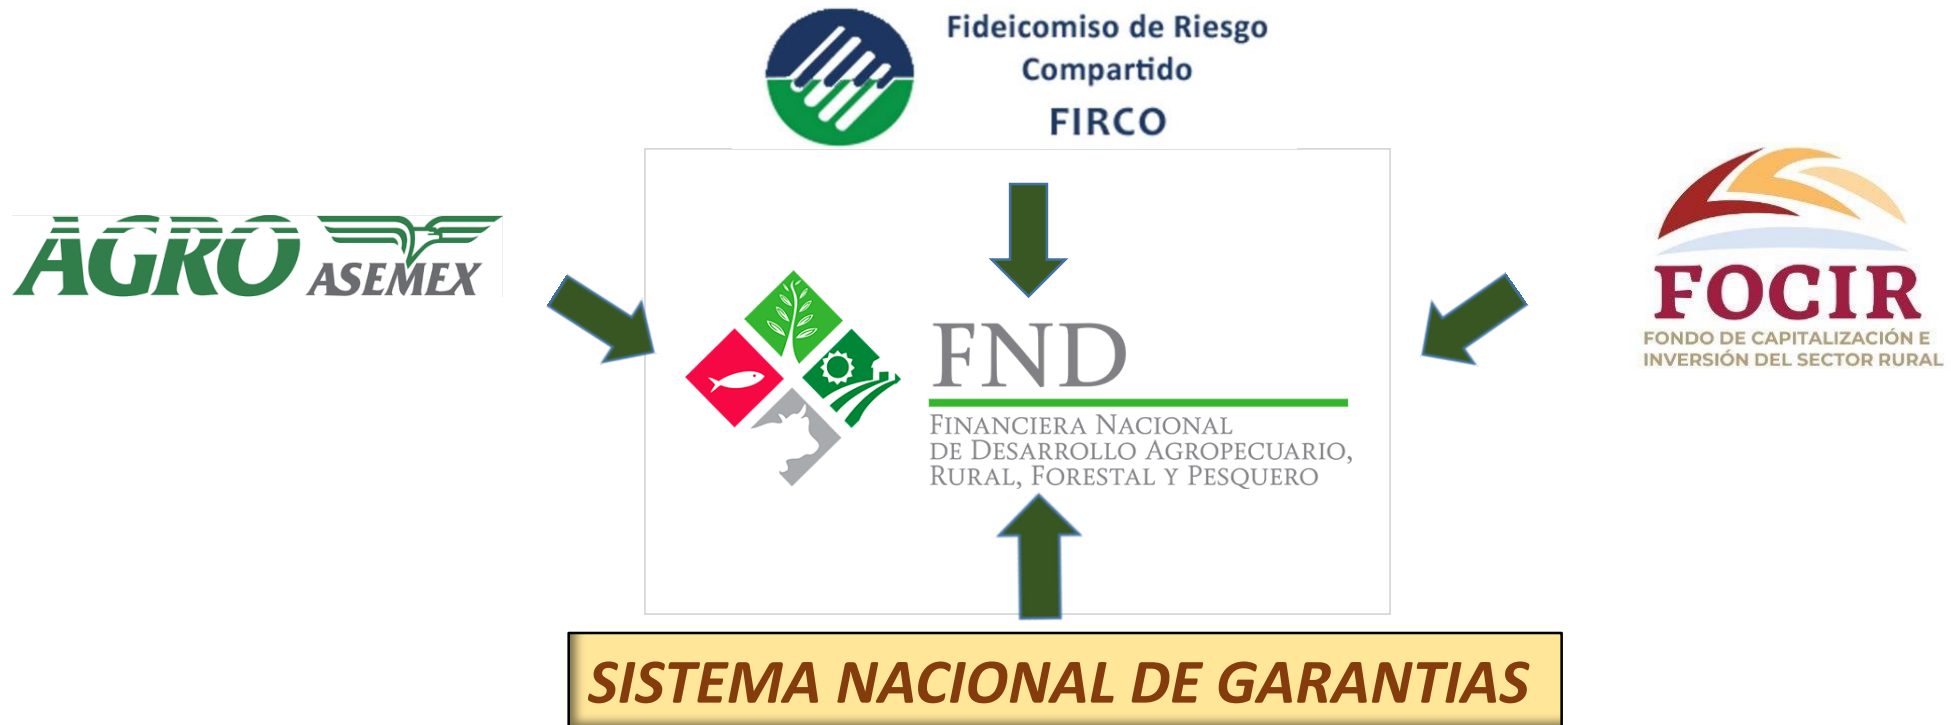 Fideicomiso de Riesgo
Compartido
FIRCO
AGRO ASEMEX
FOCIR
FONDO DE CAPITALIZACIÓN E
INVERSIÓN DEL SECTOR RURAL
FND
FINANCIERA NACIONAL
DE DESARROLLO AGROPECUARIO,
RURAL, FORESTAL Y PESQUERO
SISTEMA NACIONAL DE GARANTIAS